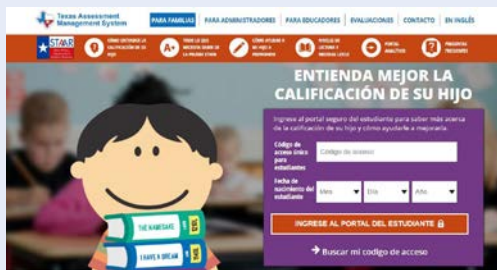 Texas Assessment
Management System
PARA FAMILIAS
PARA ADMINISTRADORES
PARA EDUCADORES
EVALUACIONES
CONTACTO
EN INGLÉS
STAAR
CÓMO ENTENDER LA
CALIFICACIÓN DE SU
HIJO
A+
TODO LO QUE
NECESITA SABER DE
LA PRUEBA STAAR
CÓMO AYUDAR A
SU HIJO A
PREPARARSE
NIVELES DE
LECTURA Y
MEDIDAS LEXILE
PORTAL
ANALÍTICO
PREGUNTAS
FRECUENTES
ENTIENDA MEJOR LA
CALIFICACIÓN DE SU HIJO
Ingrese al portal seguro del estudiante para saber más acerca
de la calificación de su hijo y cómo ayudarle a mejorarla.
Código de
acceso único
para
estudiantes
Código de acceso
Fecha de
nacimiento del
estudiante
Mes
Día
Año
INGRESE AL PORTAL DEL ESTUDIANTE
Buscar mi codigo de acceso
THE NAMESAKE
I HAVE A DREAM